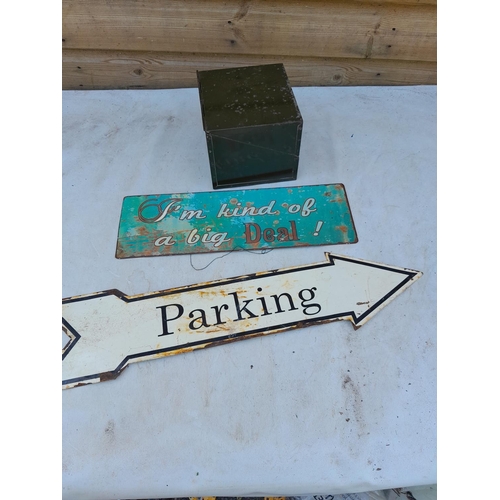 I'm kind of
a big Deal !
Parking